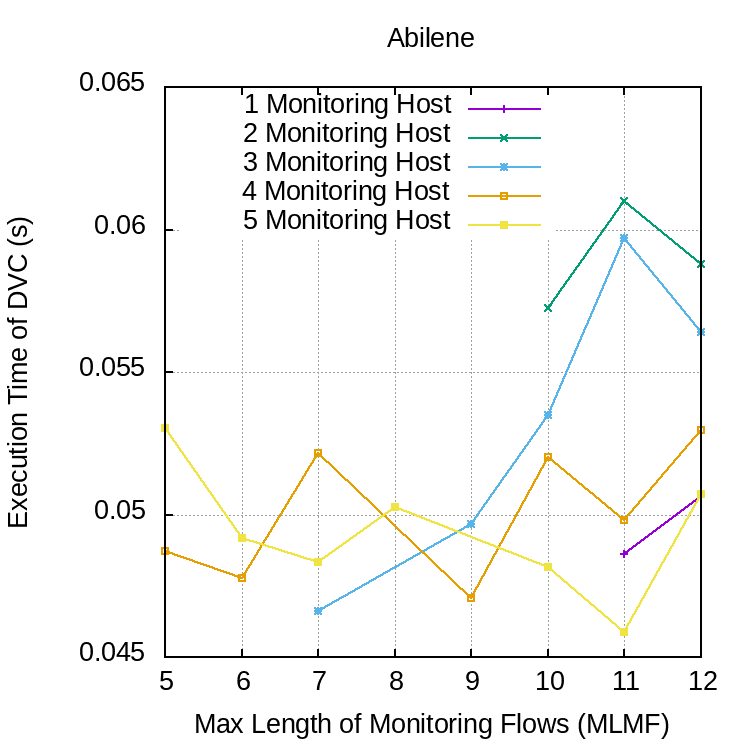 Abilene
0.065
1 Monitoring Host
2 Monitoring Host
3 Monitoring Host
4 Monitoring Host
5 Monitoring Host
0.06
0.055
0.05
0.045
Execution Time of DVC (s)
5 6 7 8 9 10 11 12
Max Length of Monitoring Flows (MLMF)